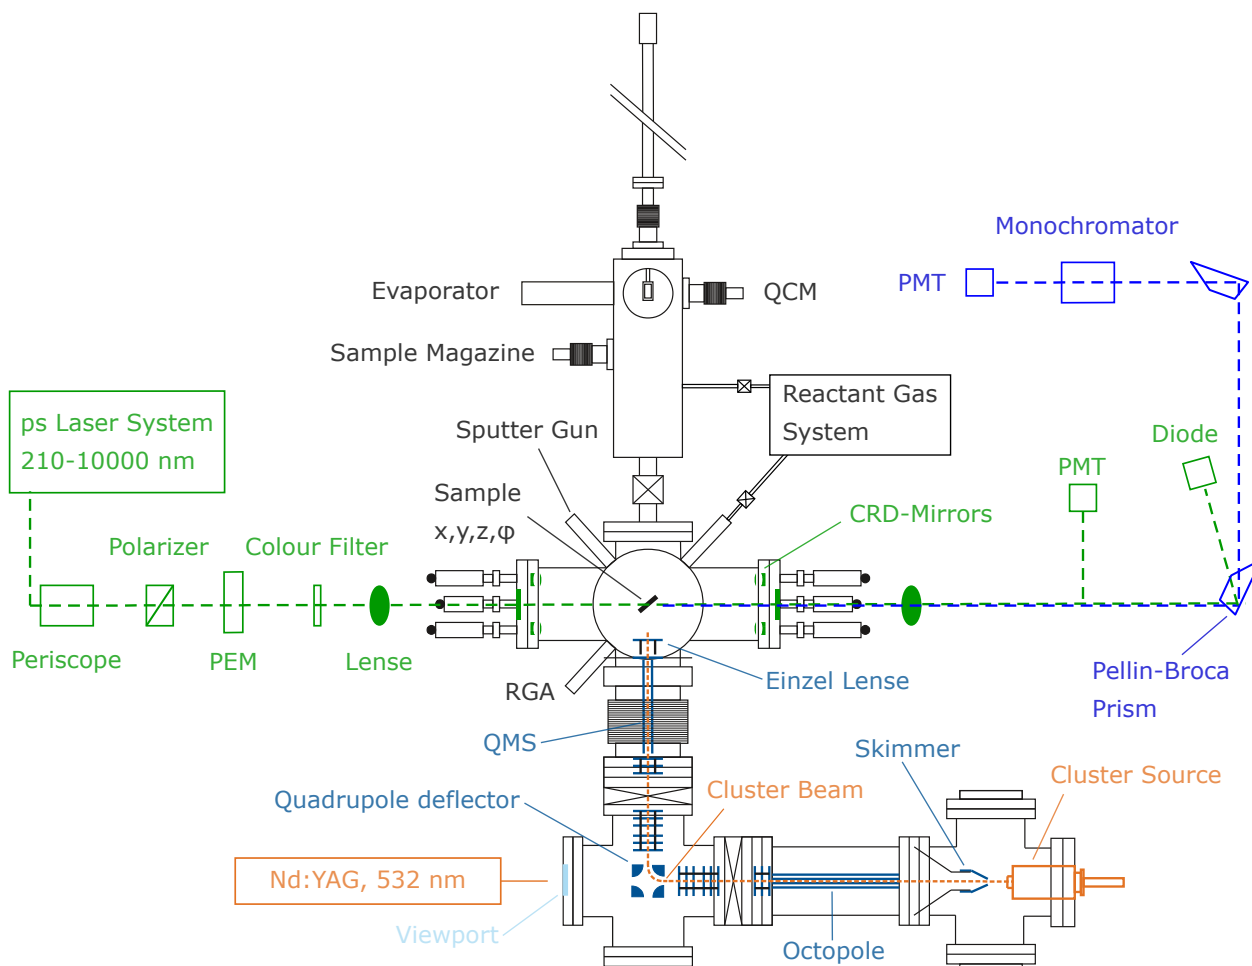 Monochromator
Evaporator
QCM
PMT
Sample Magazine
Reactant Gas
System
ps Laser System
210-10000 nm
Sputter Gun
Diode
PMT
Sample
x,y,z,φ
CRD-Mirrors
Polarizer
Colour Filter
Periscope
PEM
Lense
RGA
Einzel Lense
Pellin-Broca
Prism
QMS
Skimmer
Cluster Source
Quadrupole deflector
Cluster Beam
Nd:YAG, 532 nm
Viewport
Octopole